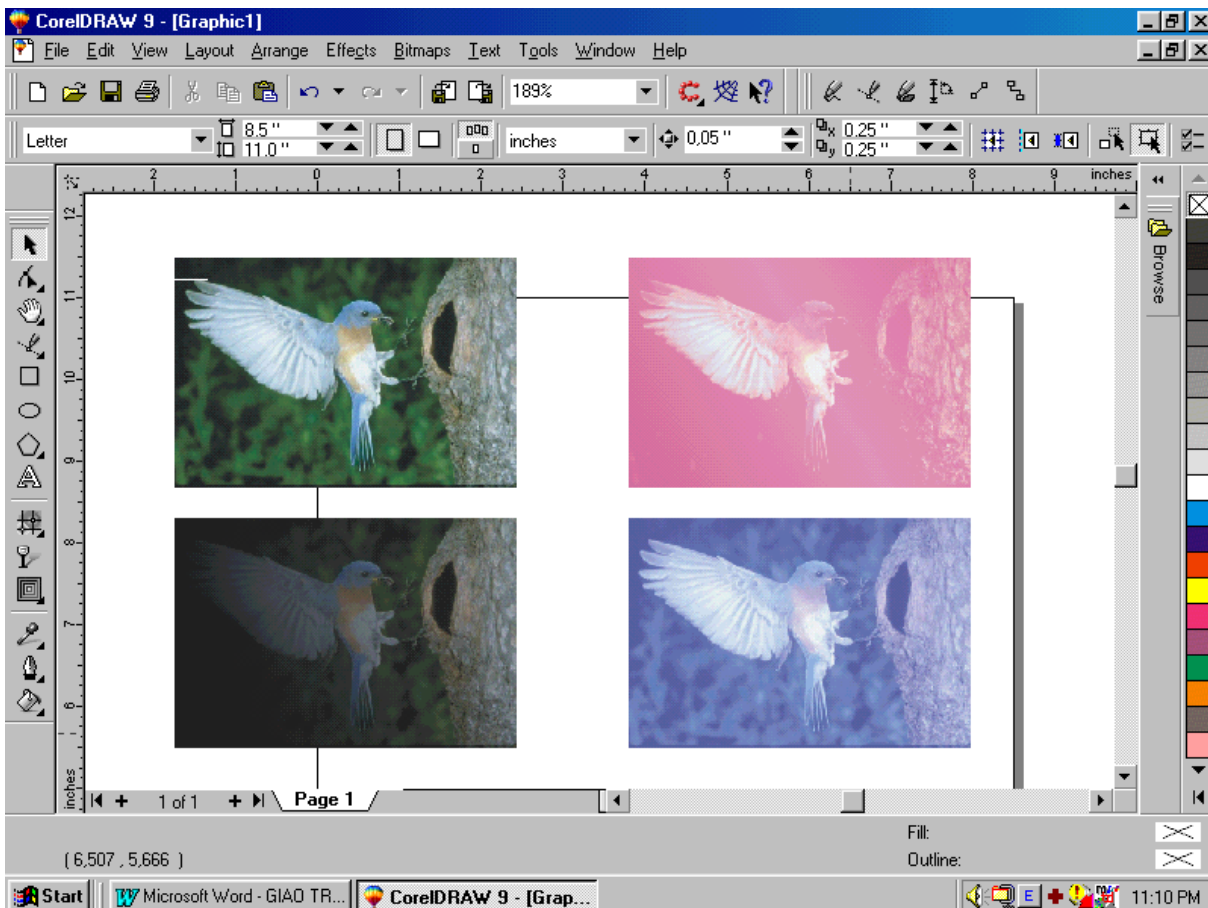 CorelDRAW 9 - [Graphic1]
File Edit View Layout Arrange Effects Bitmaps Text Tools Window Help
189%
Letter 8.5 " 11.0 " inches 0,05 " x 0.25 " y 0.25 "
2 1 0 1 2 3 4 5 6 7 8 9 inches
12
11
10
9
8
7
6
inches
Browse
1 of 1 Page 1
Fill:
( 6,507 , 5,666 ) Outline:
Start Microsoft Word - GIAO TR... CorelDRAW 9 - [Grap... E 11:10 PM